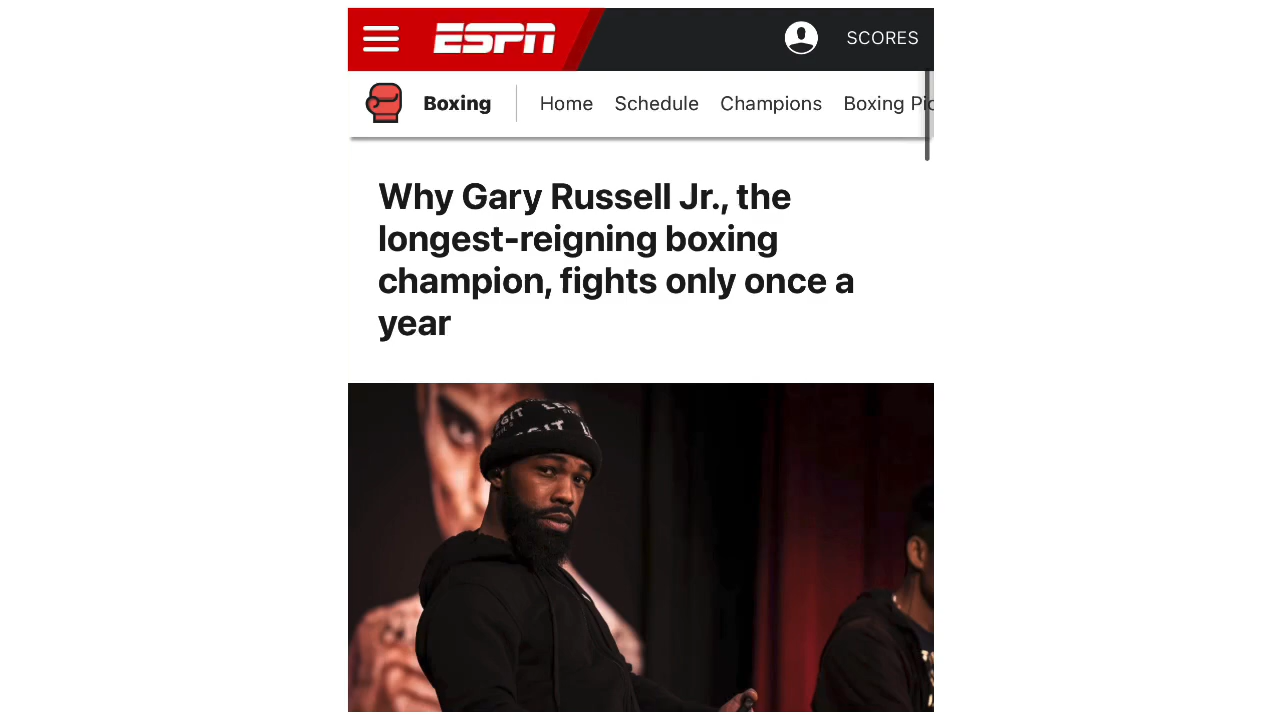 ESPN SCORES
Boxing Home Schedule Champions Boxing
Why Gary Russell Jr., the
longest-reigning boxing
champion, fights only once a
year